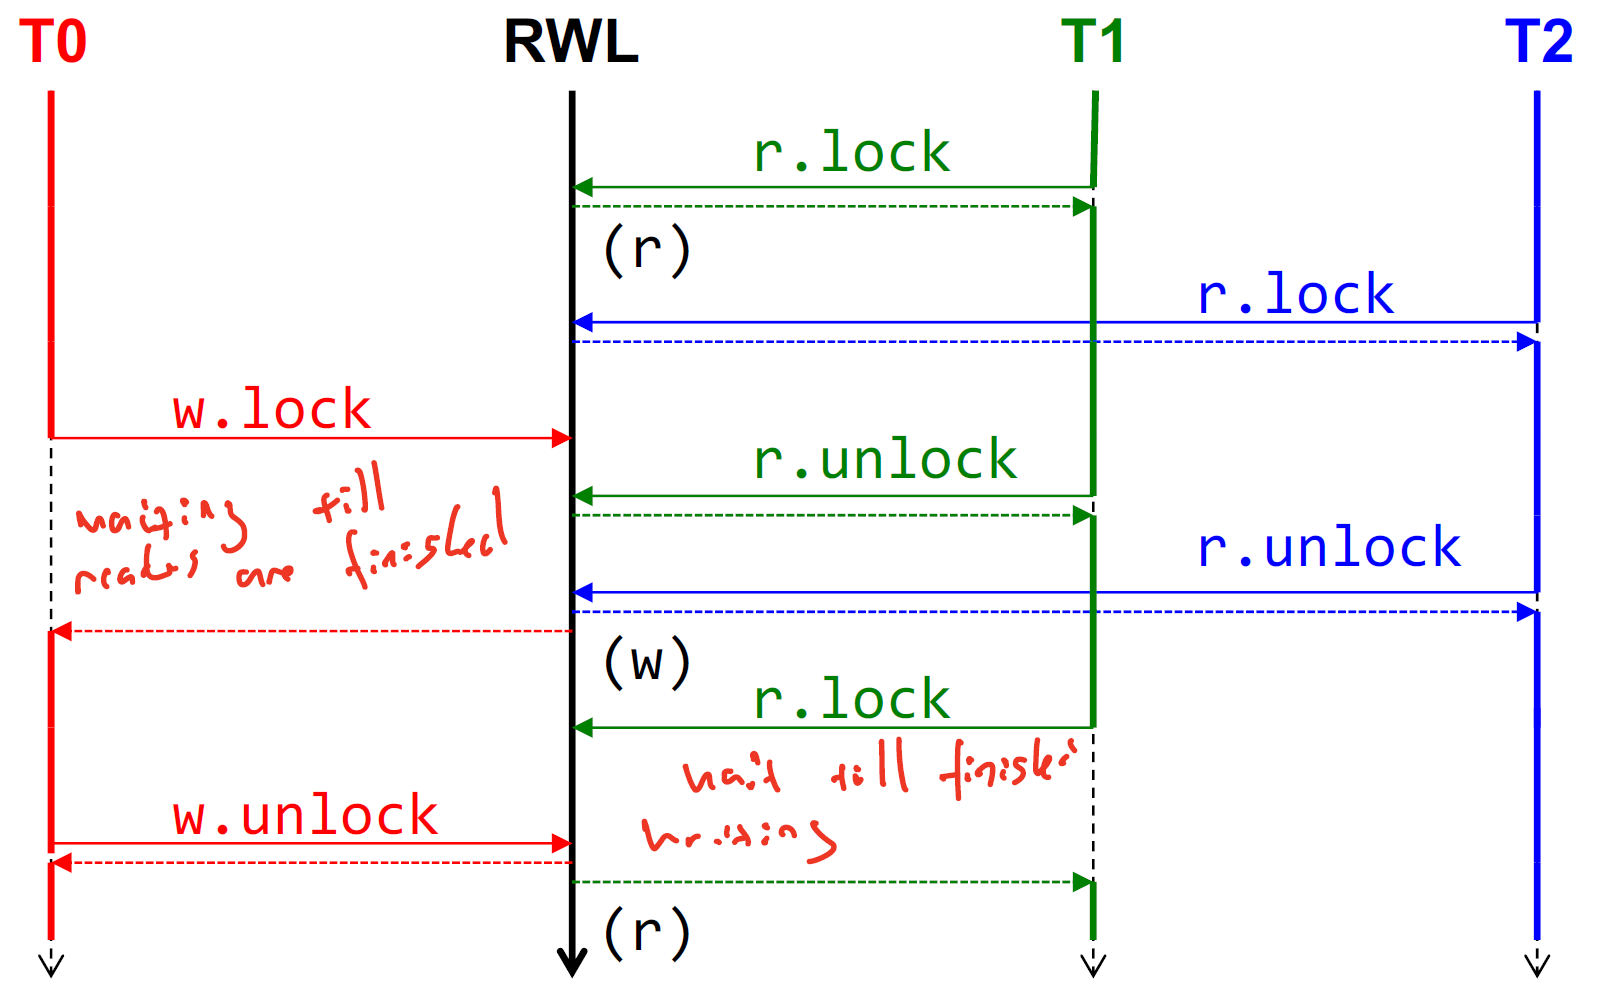 T0 RWL T1 T2
r.lock
(r)
r.lock
w.lock
r.unlock
waiting till
reads are finished
r.unlock
(w)
r.lock
wait till finished
writing
w.unlock
(r)